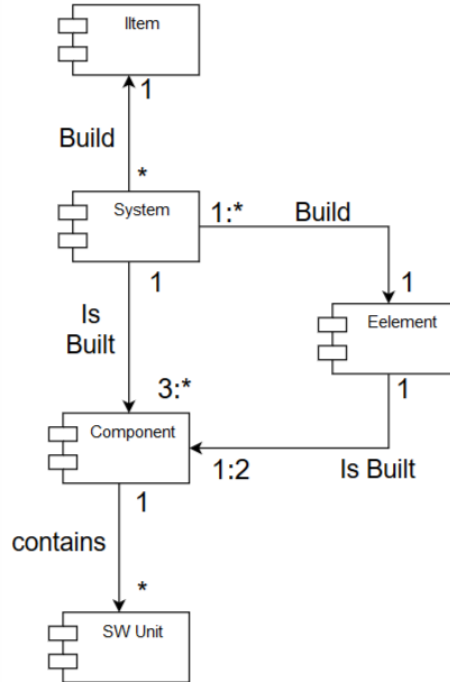 IItem
1
Build
*
System
1:*
Build
1
1
Is
Built
Eelement
3:*
1
Component
1:2
Is Built
1
contains
*
SW Unit